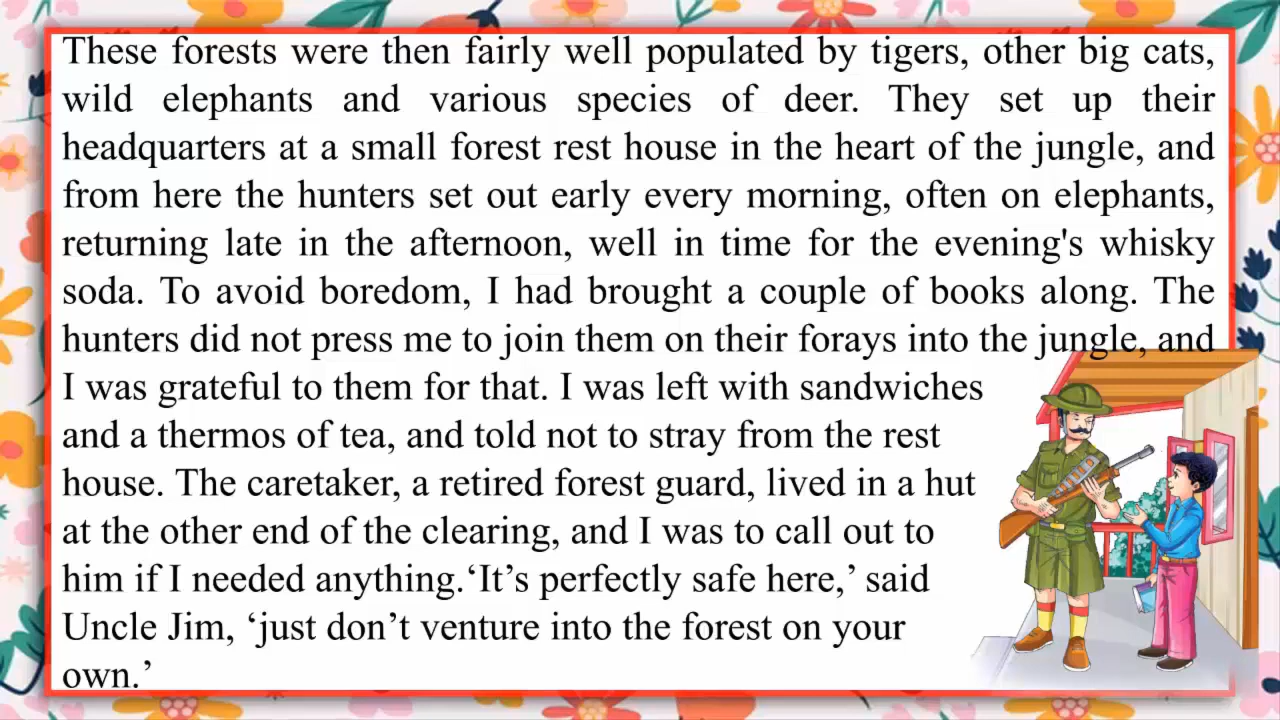 These forests were then fairly well populated by tigers, other big cats,
wild elephants and various species of deer. They set up their
headquarters at a small forest rest house in the heart of the jungle, and
from here the hunters set out early every morning, often on elephants,
returning late in the afternoon, well in time for the evening's whisky
soda. To avoid boredom, I had brought a couple of books along. The
hunters did not press me to join them on their forays into the jungle, and
I was grateful to them for that. I was left with sandwiches
and a thermos of tea, and told not to stray from the rest
house. The caretaker, a retired forest guard, lived in a hut
at the other end of the clearing, and I was to call out to
him if I needed anything.‘It’s perfectly safe here,’ said
Uncle Jim, ‘just don’t venture into the forest on your
own.’